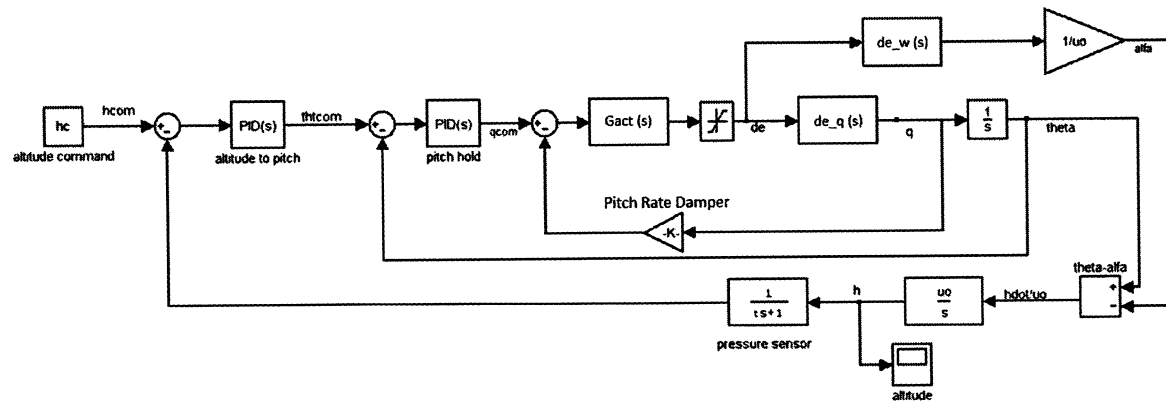 de_w (s)
1/uo
alfa
hc
hcom
altitude command
PID(s)
altitude to pitch
thtcom
PID(s)
pitch hold
qcom
Gact (s)
de
de_q (s)
q
1
s
theta
Pitch Rate Damper
-K-
theta-alfa
+
−
hdot/uo
uo
s
h
1
τs+1
pressure sensor
altitude